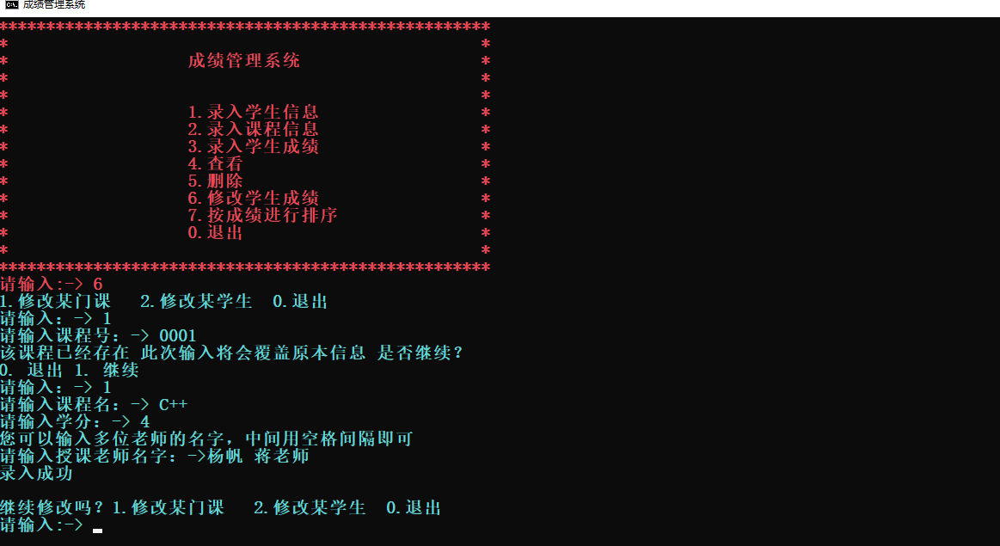 成绩管理系统
**************************************************
* *
* 成绩管理系统 *
* *
* *
* 1.录入学生信息 *
* 2.录入课程信息 *
* 3.录入学生成绩 *
* 4.查看 *
* 5.删除 *
* 6.修改学生成绩 *
* 7.按成绩进行排序 *
* 0.退出 *
* *
**************************************************
请输入:-> 6
1.修改某门课 2.修改某学生 0.退出
请输入：-> 1
请输入课程号：-> 0001
该课程已经存在 此次输入将会覆盖原本信息 是否继续？
0. 退出 1. 继续
请输入：-> 1
请输入课程名：-> C++
请输入学分：-> 4
您可以输入多位老师的名字，中间用空格间隔即可
请输入授课老师名字：->杨帆 蒋老师
录入成功
继续修改吗？1.修改某门课 2.修改某学生 0.退出
请输入:->